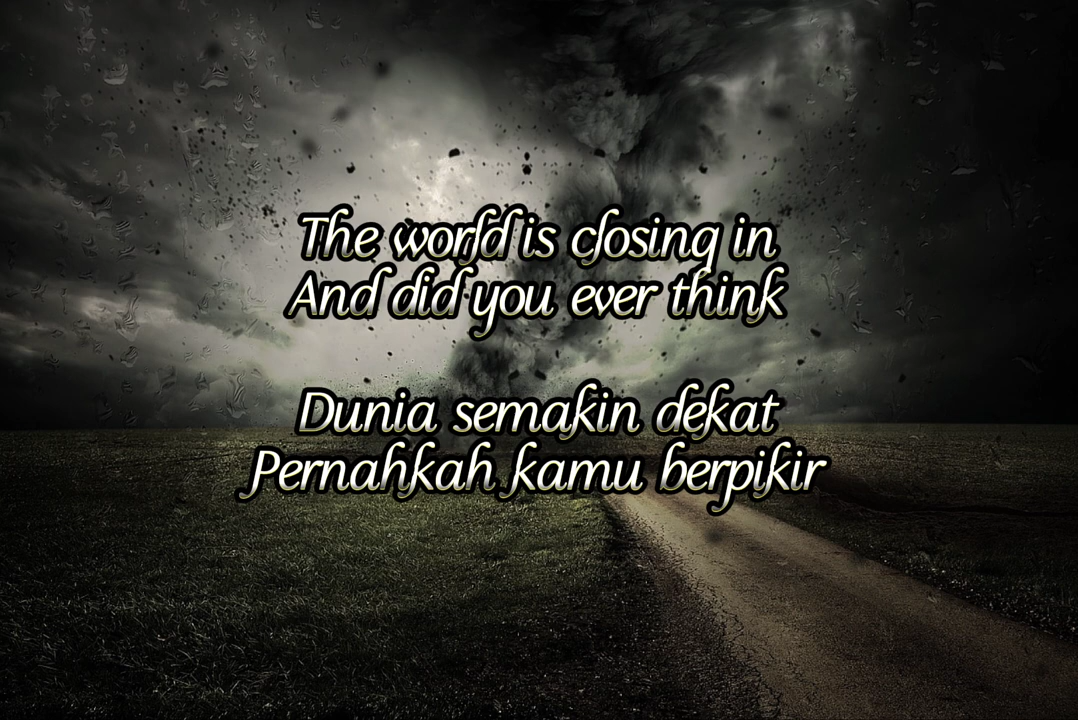 The world is closing in
And did you ever think
Dunia semakin dekat
Pernahkah kamu berpikir